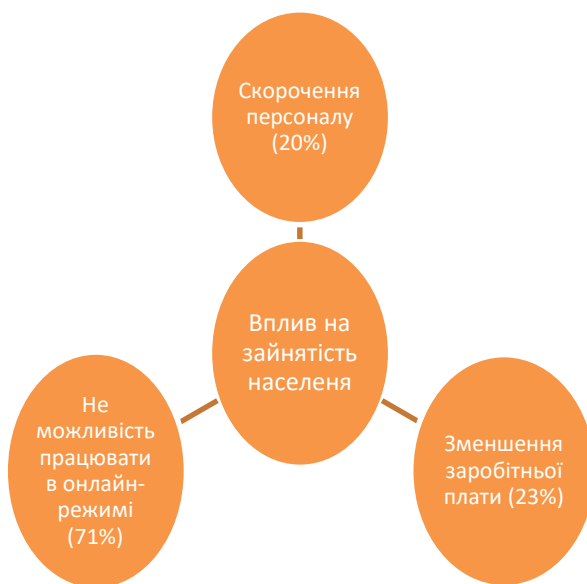 Скорочення
персоналу
(20%)
Вплив на
зайнятість
населеня
Не
можливість
працювати
в онлайн-
режимі
(71%)
Зменшення
заробітньої
плати (23%)